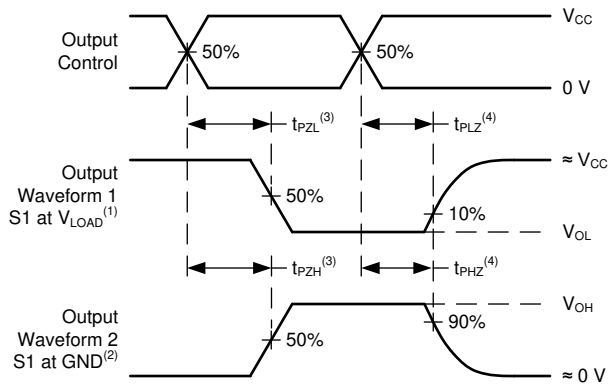 V_CC
Output
Control
50%
50%
0 V
t_PZL^(3)
t_PLZ^(4)
Output
Waveform 1
S1 at V_LOAD^(1)
≈ V_CC
50%
10%
V_OL
t_PZH^(3)
t_PHZ^(4)
Output
Waveform 2
S1 at GND^(2)
V_OH
50%
90%
≈ 0 V